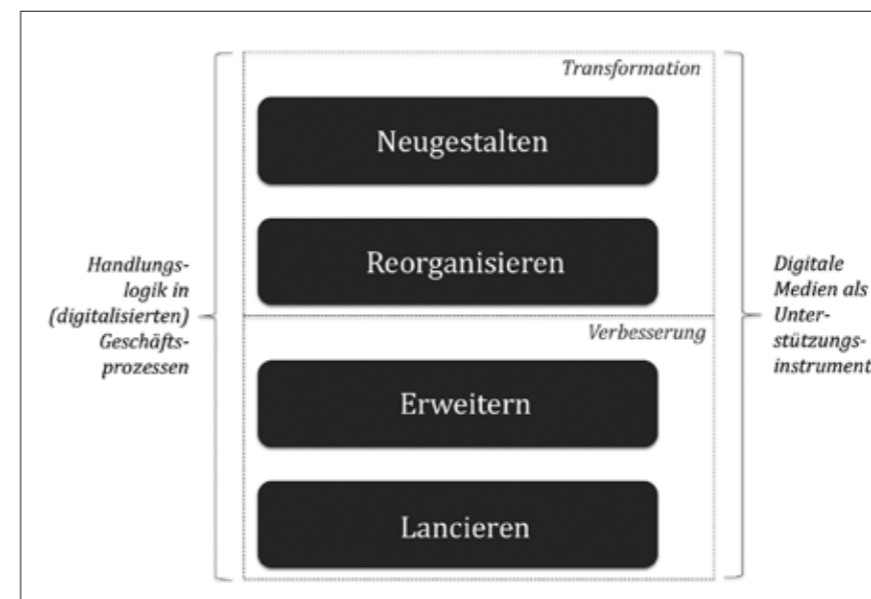 Transformation
Neugestalten
Reorganisieren
Handlungs-
logik in
(digitalisierten)
Geschäfts-
prozessen
Digitale
Medien als
Unter-
stützungs-
instrument
Verbesserung
Erweitern
Lancieren